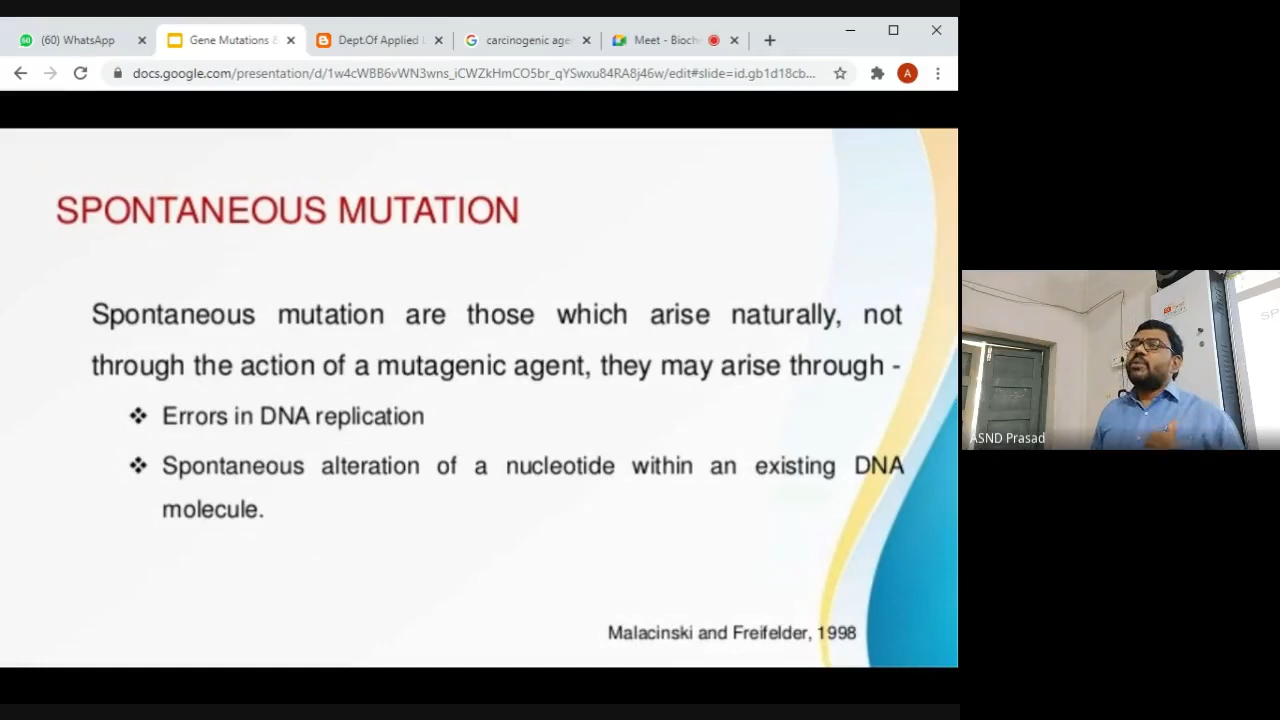 (60) WhatsApp
Gene Mutations &
Dept.Of Applied L
carcinogenic age
Meet - Bioch
docs.google.com/presentation/d/1w4cWBB6vWN3wns_iCWZkHmCO5br_qYSwxu84RA8j46w/edit#slide=id.gb1d18cb...
A
SPONTANEOUS MUTATION
Spontaneous mutation are those which arise naturally, not
through the action of a mutagenic agent, they may arise through -
❖ Errors in DNA replication
❖ Spontaneous alteration of a nucleotide within an existing DNA
molecule.
Malacinski and Freifelder, 1998
ASND Prasad